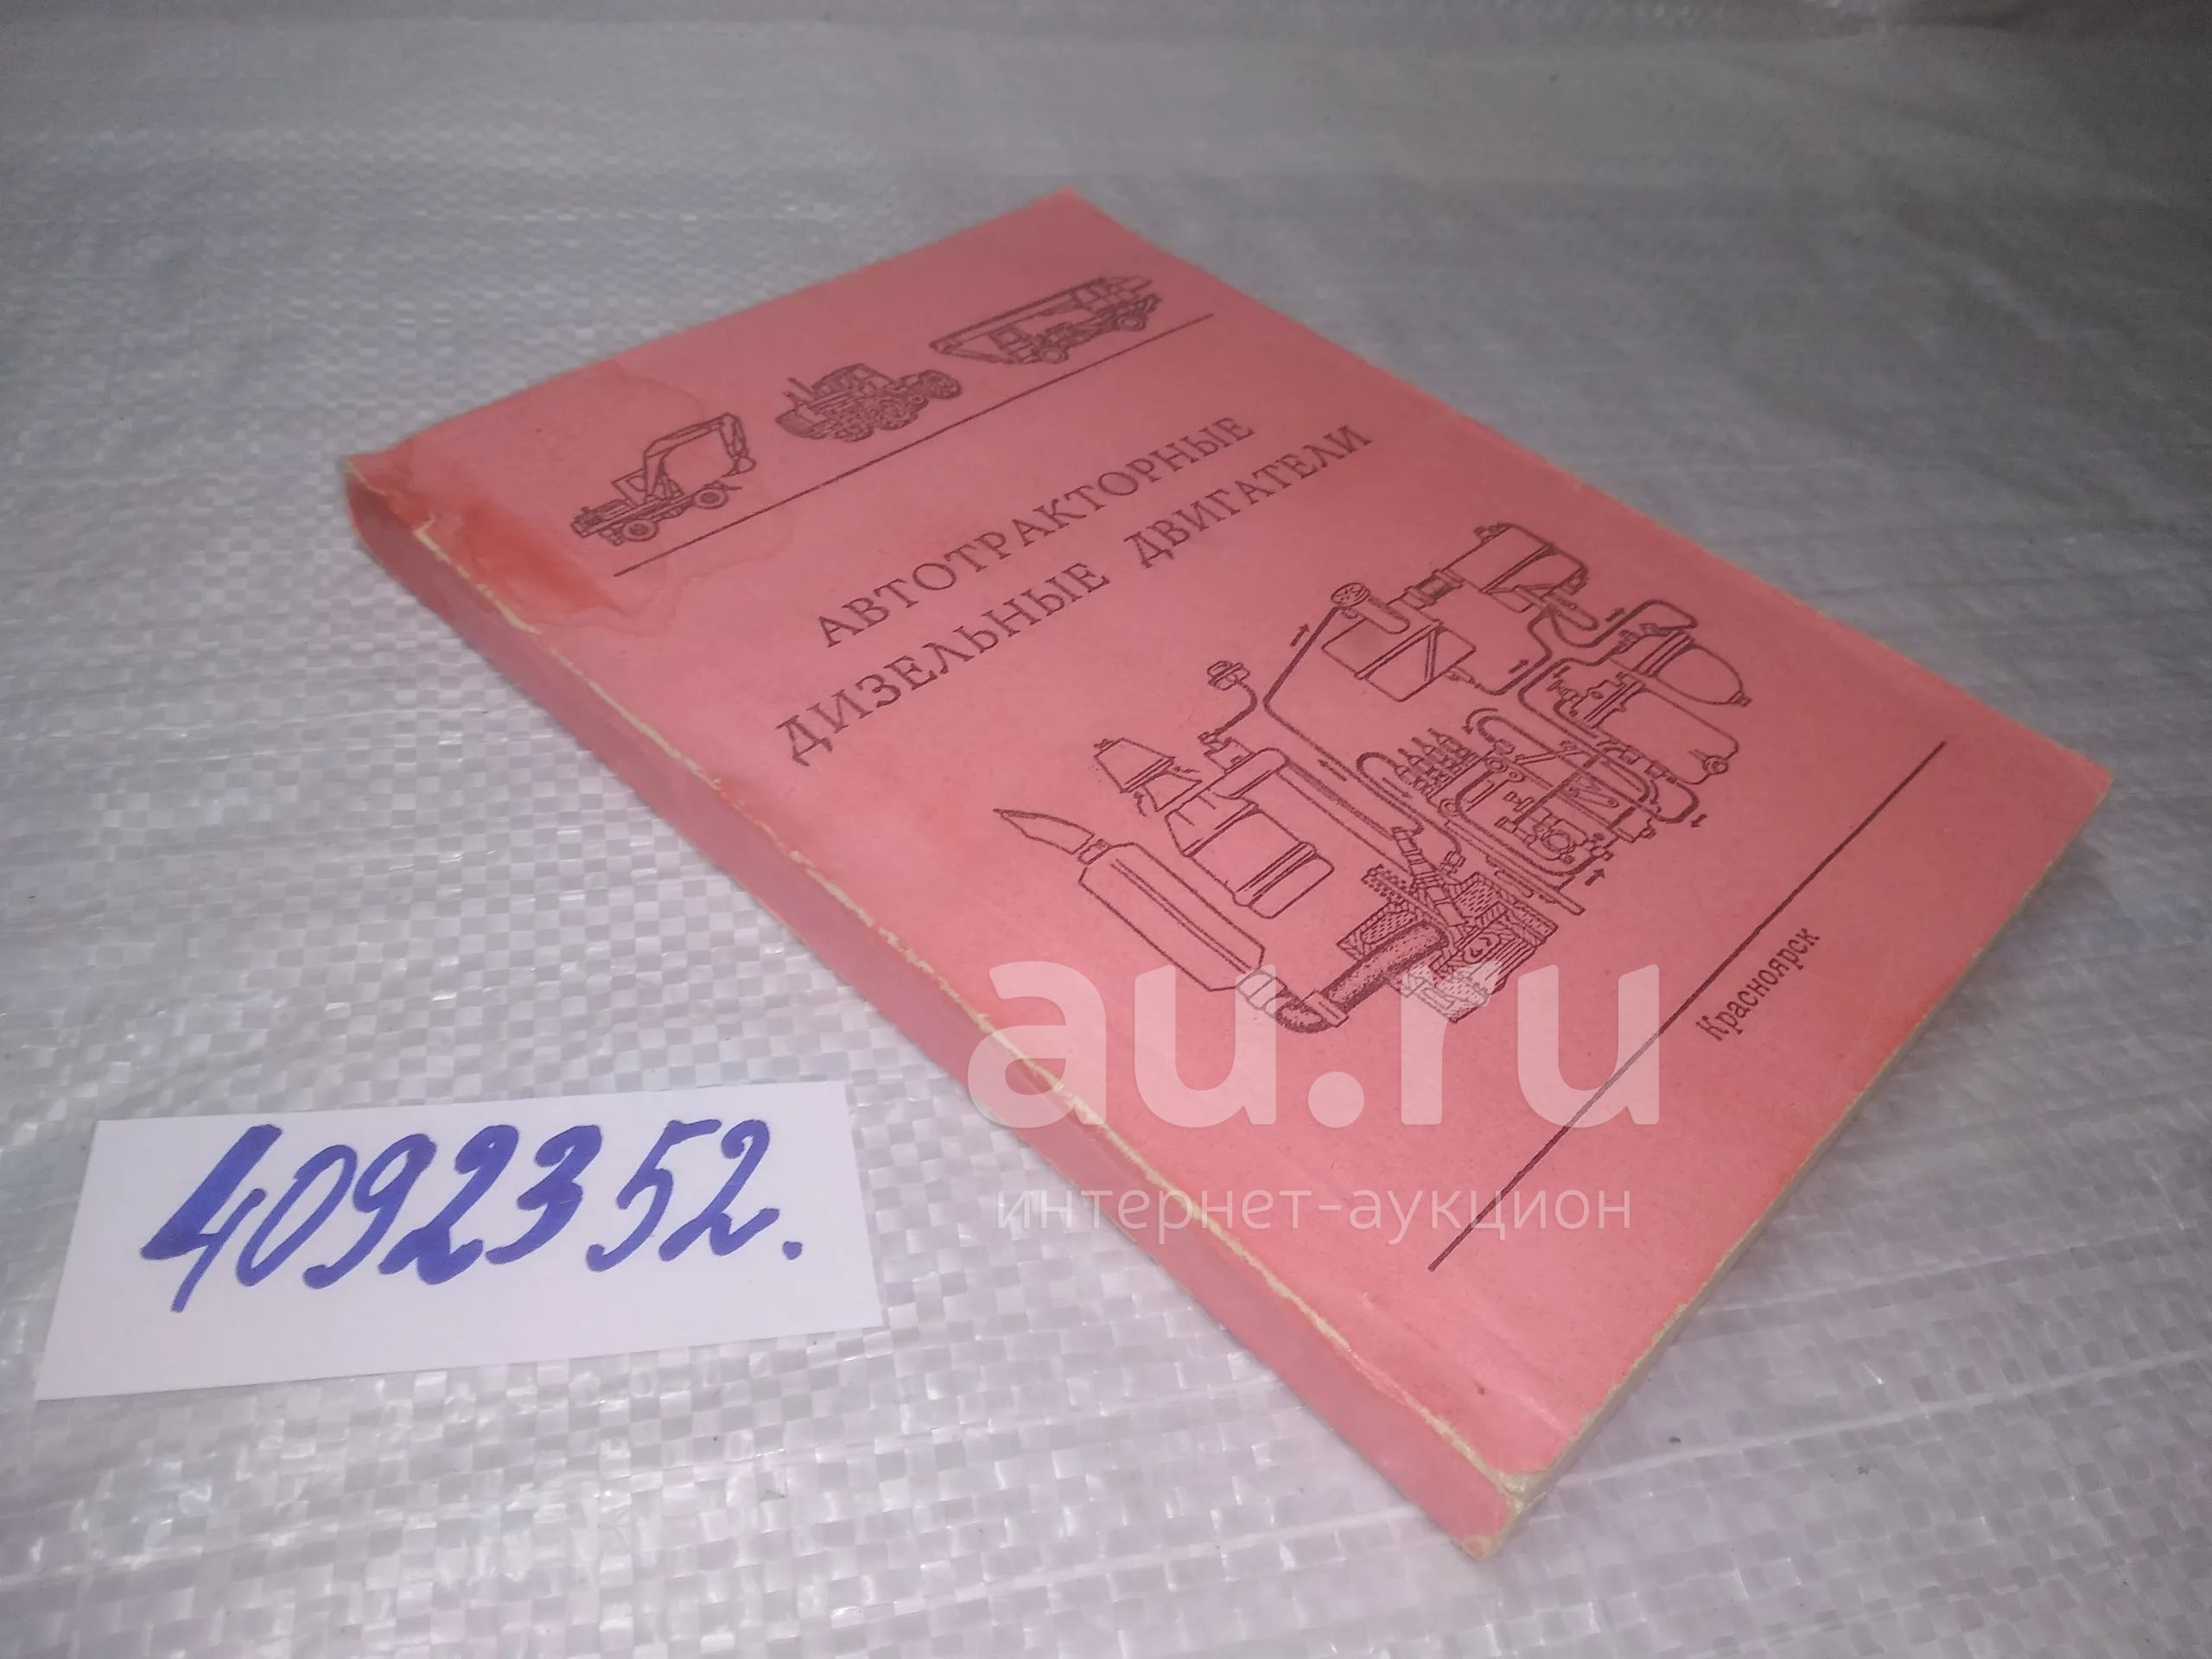 АВТОТРАКТОРНЫЕ
ДИЗЕЛЬНЫЕ ДВИГАТЕЛИ
Красноярск
au.ru
интернет-аукцион
4092352.